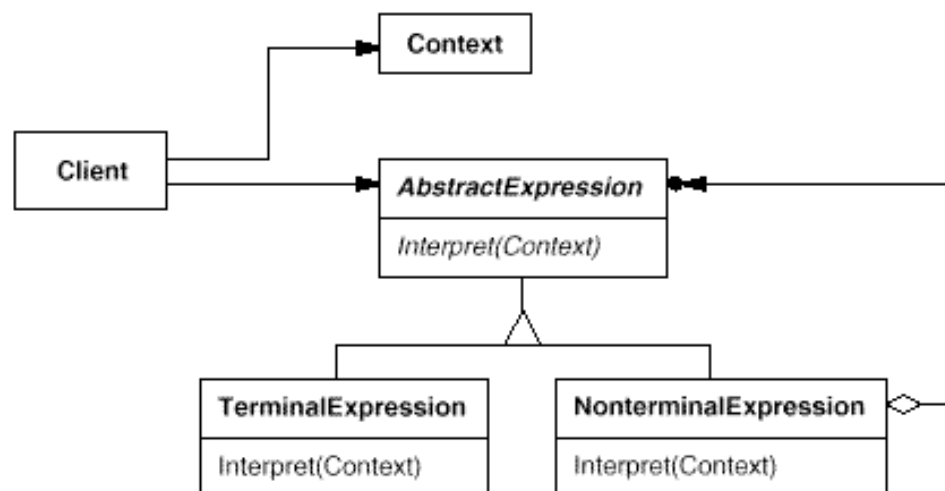 Context
Client
AbstractExpression
Interpret(Context)
TerminalExpression
NonterminalExpression
Interpret(Context)
Interpret(Context)